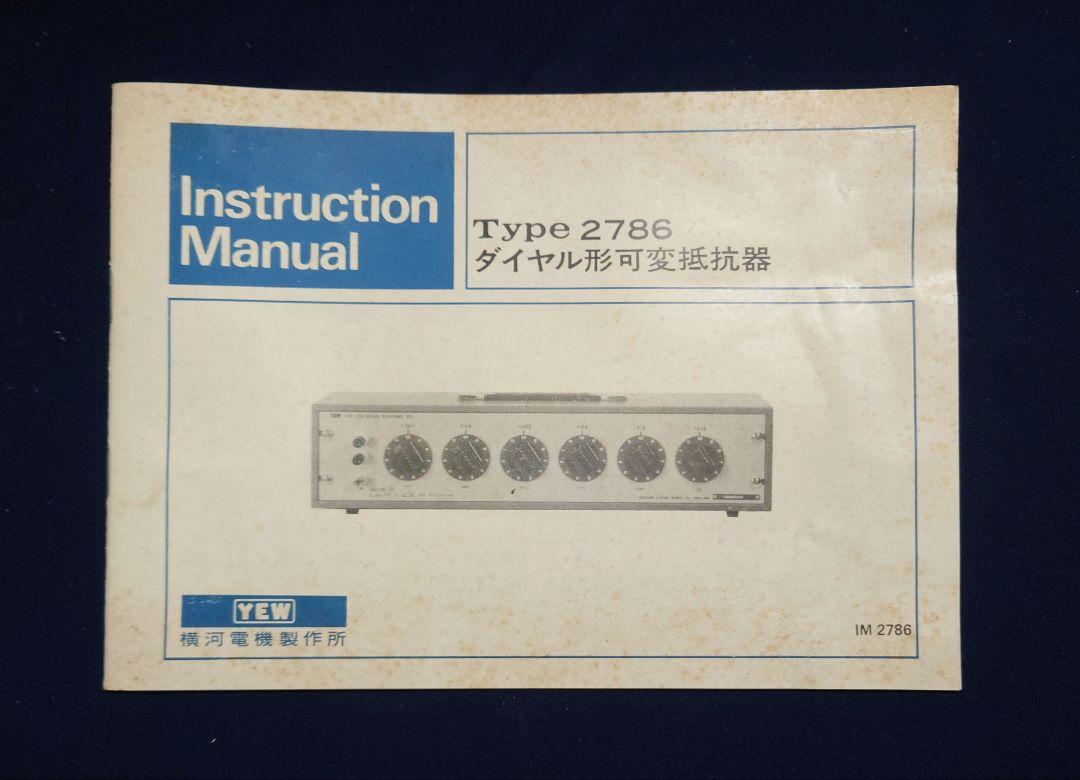 Instruction
Manual
Type 2786
ダイヤル形可変抵抗器
YEW
横河電機製作所
IM 2786